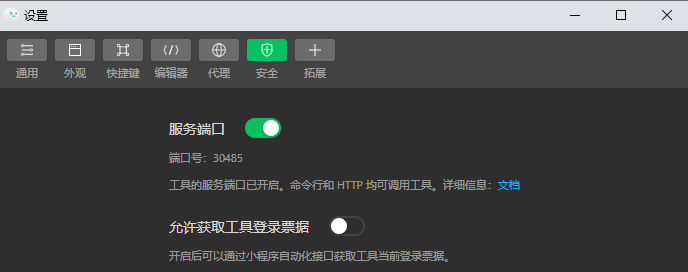 设置
通用 外观 快捷键 编辑器 代理 安全 拓展
服务端口
端口号：30485
工具的服务端口已开启。命令行和 HTTP 均可调用工具。详细信息：文档
允许获取工具登录票据
开启后可以通过小程序自动化接口获取工具当前登录票据。